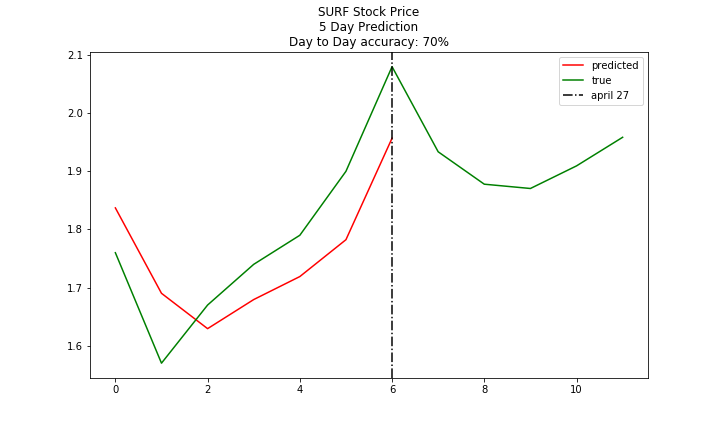 SURF Stock Price
5 Day Prediction
Day to Day accuracy: 70%
predicted
true
april 27
2.1
2.0
1.9
1.8
1.7
1.6
0 2 4 6 8 10